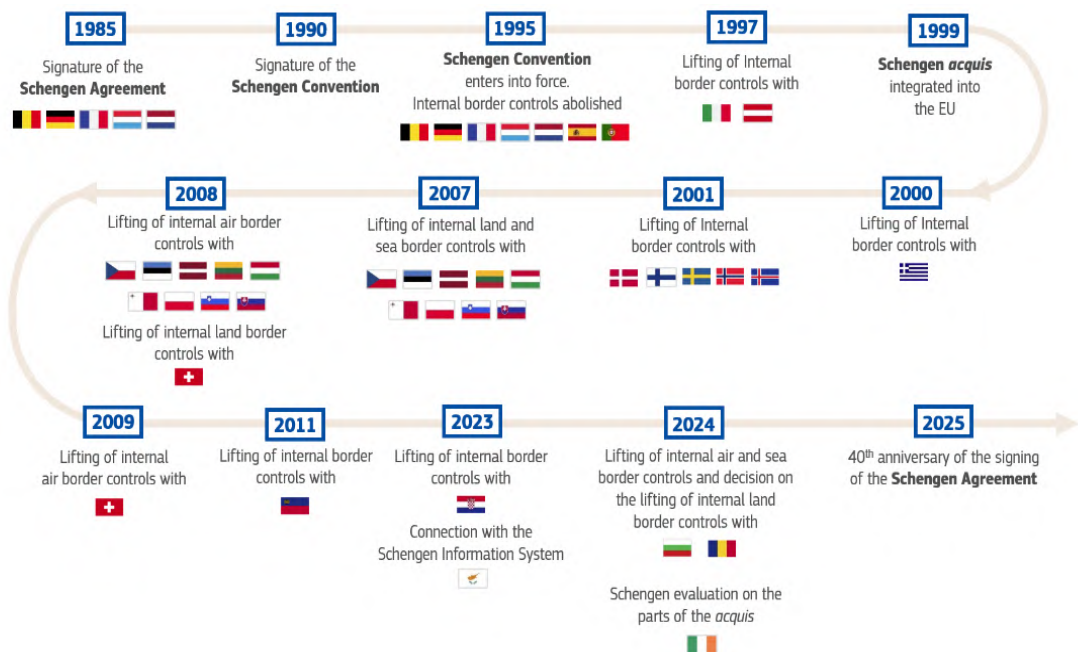 1985
Signature of the
Schengen Agreement
1990
Signature of the
Schengen Convention
1995
Schengen Convention
enters into force.
Internal border controls abolished
1997
Lifting of Internal
border controls with
1999
Schengen acquis
integrated into
the EU
2000
Lifting of Internal
border controls with
2001
Lifting of Internal
border controls with
2007
Lifting of internal land and
sea border controls with
2008
Lifting of internal air border
controls with
Lifting of internal land border
controls with
2009
Lifting of internal
air border controls with
2011
Lifting of internal border
controls with
2023
Lifting of internal border
controls with
Connection with the
Schengen Information System
2024
Lifting of internal air and sea
border controls and decision on
the lifting of internal land
border controls with
Schengen evaluation on the
parts of the acquis
2025
40th anniversary of the signing
of the Schengen Agreement